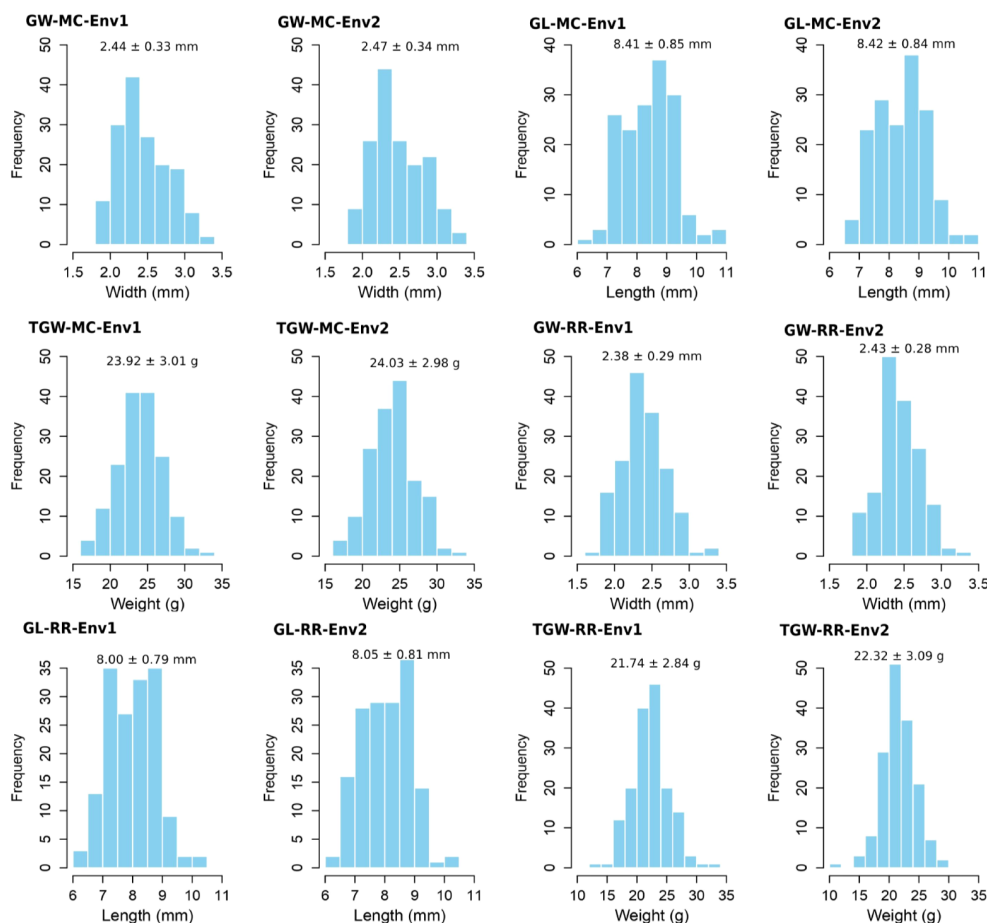 GW-MC-Env1
2.44 ± 0.33 mm
Frequency
0
10
20
30
40
50
1.5 2.0 2.5 3.0 3.5
Width (mm)
GW-MC-Env2
2.47 ± 0.34 mm
Frequency
0
10
20
30
40
50
1.5 2.0 2.5 3.0 3.5
Width (mm)
GL-MC-Env1
8.41 ± 0.85 mm
Frequency
0
10
20
30
40
6 7 8 9 10 11
Length (mm)
GL-MC-Env2
8.42 ± 0.84 mm
Frequency
0
10
20
30
40
6 7 8 9 10 11
Length (mm)
TGW-MC-Env1
23.92 ± 3.01 g
Frequency
0
10
20
30
40
50
15 20 25 30 35
Weight (g)
TGW-MC-Env2
24.03 ± 2.98 g
Frequency
0
10
20
30
40
50
15 20 25 30 35
Weight (g)
GW-RR-Env1
2.38 ± 0.29 mm
Frequency
0
10
20
30
40
50
1.5 2.0 2.5 3.0 3.5
Width (mm)
GW-RR-Env2
2.43 ± 0.28 mm
Frequency
0
10
20
30
40
50
1.5 2.0 2.5 3.0 3.5
Width (mm)
GL-RR-Env1
8.00 ± 0.79 mm
Frequency
0
5
10
15
20
25
30
35
6 7 8 9 10 11
Length (mm)
GL-RR-Env2
8.05 ± 0.81 mm
Frequency
0
5
10
15
20
25
30
35
6 7 8 9 10 11
Length (mm)
TGW-RR-Env1
21.74 ± 2.84 g
Frequency
0
10
20
30
40
50
10 15 20 25 30 35
Weight (g)
TGW-RR-Env2
22.32 ± 3.09 g
Frequency
0
10
20
30
40
50
10 15 20 25 30 35
Weight (g)